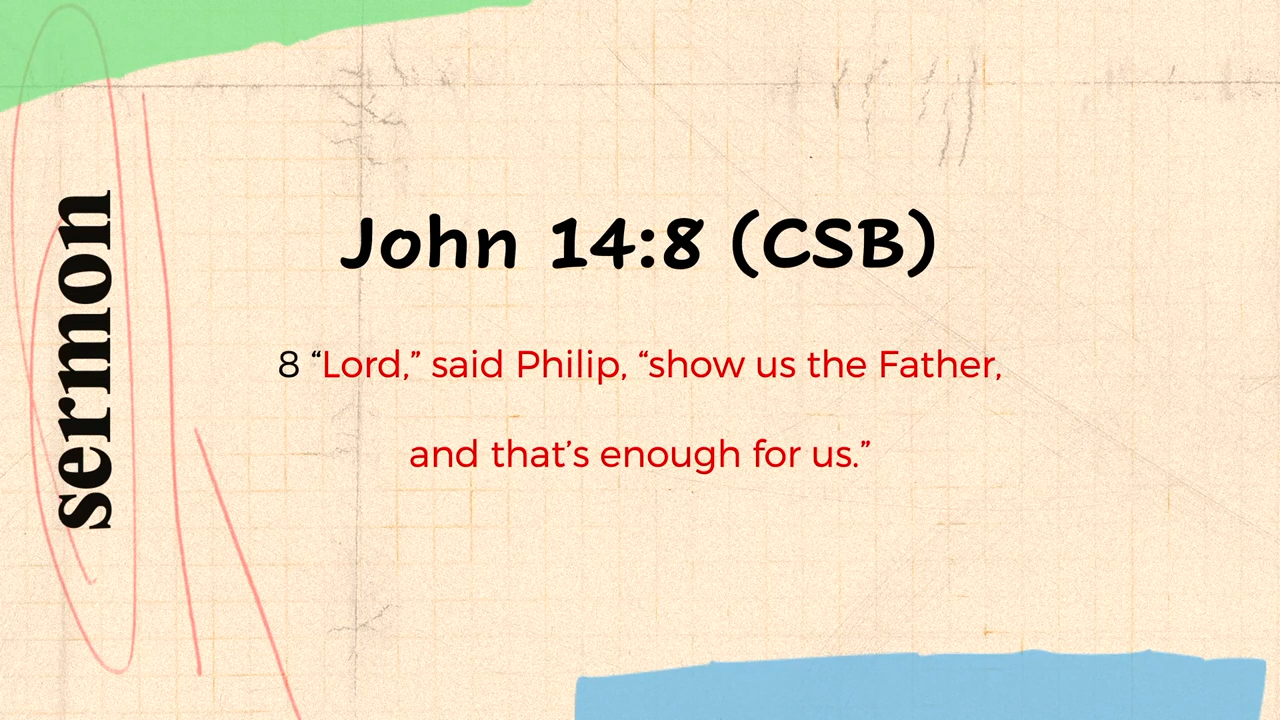 sermon
John 14:8 (CSB)
8 “Lord,” said Philip, “show us the Father,
and that’s enough for us.”